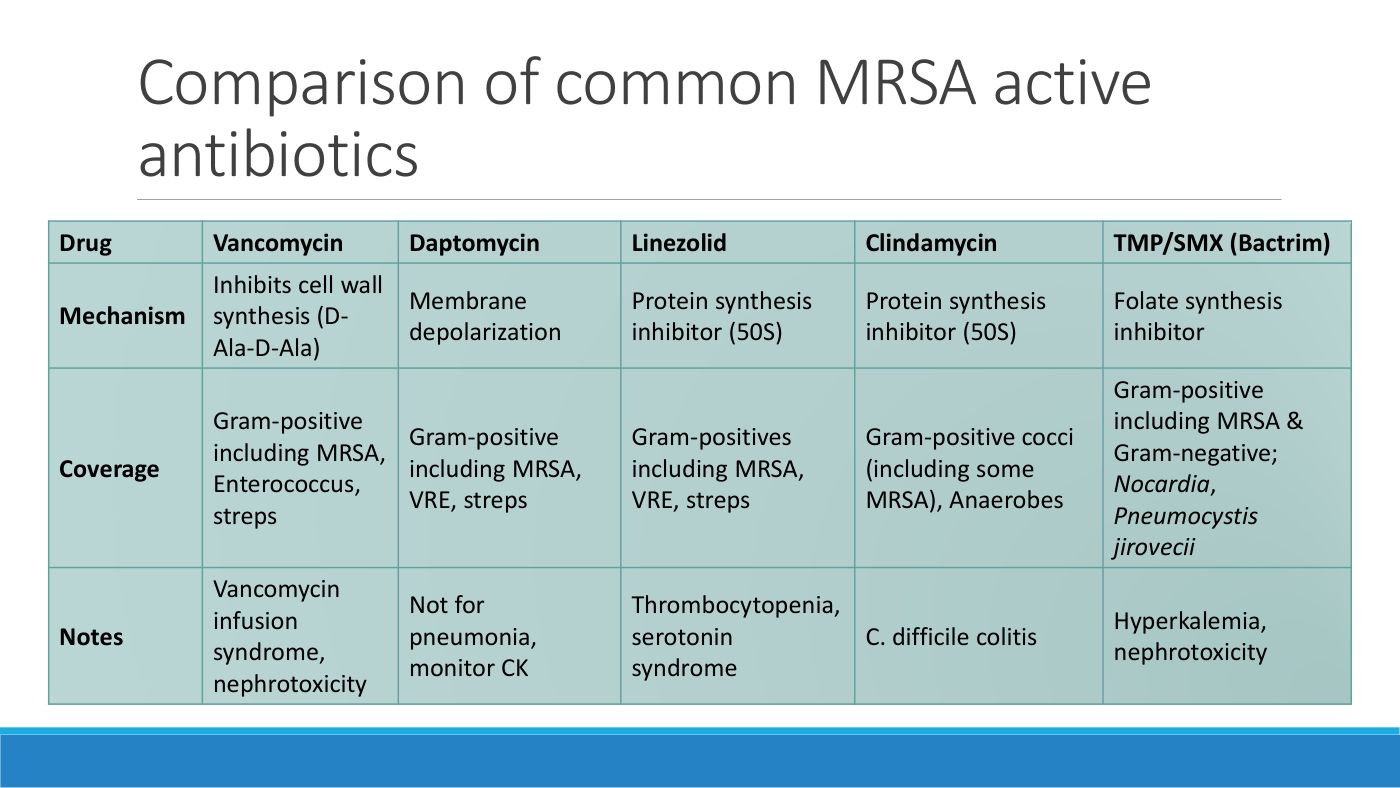 Comparison of common MRSA active
antibiotics
Drug
Vancomycin
Daptomycin
Linezolid
Clindamycin
TMP/SMX (Bactrim)
Mechanism
Inhibits cell wall
synthesis (D-
Ala-D-Ala)
Membrane
depolarization
Protein synthesis
inhibitor (50S)
Protein synthesis
inhibitor (50S)
Folate synthesis
inhibitor
Coverage
Gram-positive
including MRSA,
Enterococcus,
streps
Gram-positive
including MRSA,
VRE, streps
Gram-positives
including MRSA,
VRE, streps
Gram-positive cocci
(including some
MRSA), Anaerobes
Gram-positive
including MRSA &
Gram-negative;
Nocardia,
Pneumocystis
jirovecii
Notes
Vancomycin
infusion
syndrome,
nephrotoxicity
Not for
pneumonia,
monitor CK
Thrombocytopenia,
serotonin
syndrome
C. difficile colitis
Hyperkalemia,
nephrotoxicity